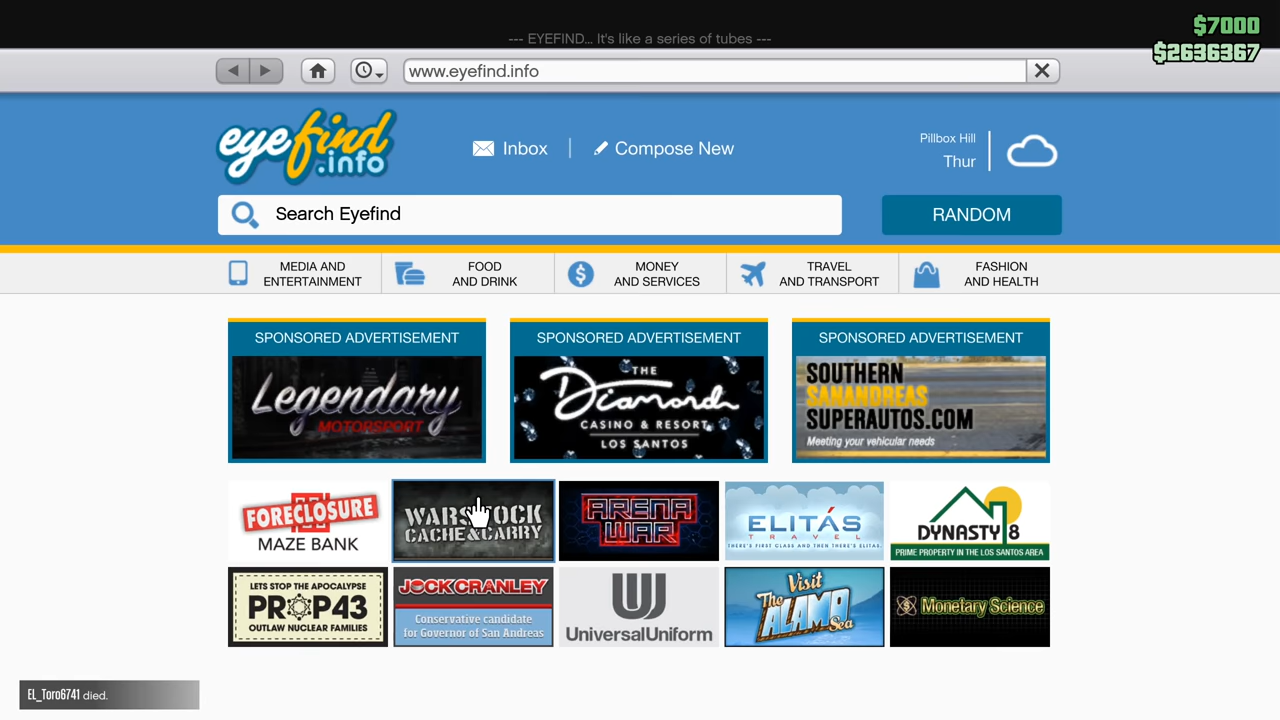 --- EYEFIND... It's like a series of tubes ---
$7000
$2636367
www.eyefind.info
eyefind
.info
Inbox
Compose New
Pillbox Hill
Thur
Search Eyefind
RANDOM
MEDIA AND
ENTERTAINMENT
FOOD
AND DRINK
MONEY
AND SERVICES
TRAVEL
AND TRANSPORT
FASHION
AND HEALTH
SPONSORED ADVERTISEMENT
Legendary
MOTORSPORT
SPONSORED ADVERTISEMENT
THE
Diamond
CASINO & RESORT
LOS SANTOS
SPONSORED ADVERTISEMENT
SOUTHERN
SANANDREAS
SUPERAUTOS.COM
Meeting your vehicular needs
FORECLOSURE
MAZE BANK
WARSTOCK
CACHE&CARRY
ARENA
WAR
ELITÁS
TRAVEL
THERE'S FIRST CLASS AND THEN THERE'S ELITAS.
DYNASTY 8
PRIME PROPERTY IN THE LOS SANTOS AREA
LETS STOP THE APOCALYPSE
PROP43
OUTLAW NUCLEAR FAMILIES
JOCK CRANLEY
Conservative candidate
for Governor of San Andreas
UniversalUniform
Visit
The
ALAMO
Sea
Monetary Science
EL_Toro6741 died.